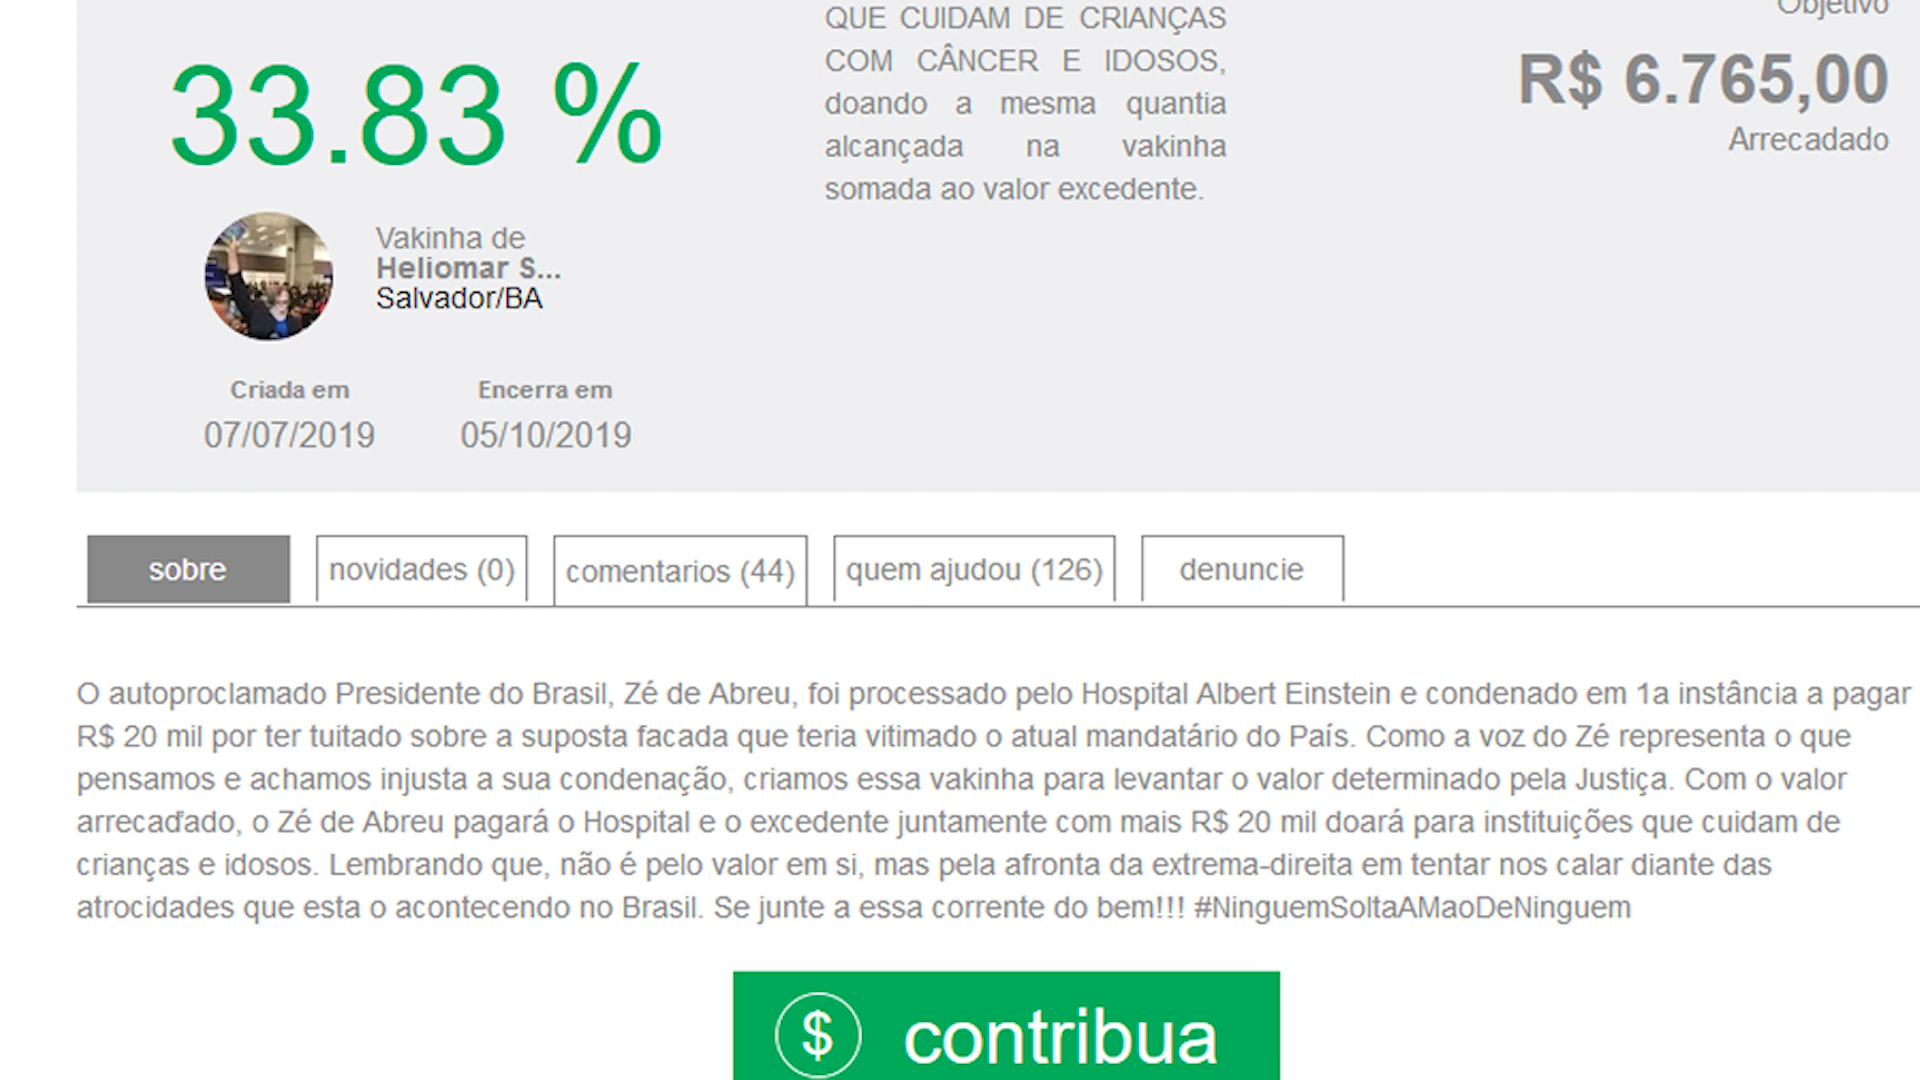 QUE CUIDAM DE CRIANÇAS
COM CÂNCER E IDOSOS,
doando a mesma quantia
alcançada na vakinha
somada ao valor excedente.
Objetivo
R$ 6.765,00
Arrecadado
33.83 %
Vakinha de
Heliomar S...
Salvador/BA
Criada em
Encerra em
07/07/2019
05/10/2019
sobre
novidades (0)
comentarios (44)
quem ajudou (126)
denuncie
O autoproclamado Presidente do Brasil, Zé de Abreu, foi processado pelo Hospital Albert Einstein e condenado em 1a instância a pagar
R$ 20 mil por ter tuitado sobre a suposta facada que teria vitimado o atual mandatário do País. Como a voz do Zé representa o que
pensamos e achamos injusta a sua condenação, criamos essa vakinha para levantar o valor determinado pela Justiça. Com o valor
arrecadado, o Zé de Abreu pagará o Hospital e o excedente juntamente com mais R$ 20 mil doará para instituições que cuidam de
crianças e idosos. Lembrando que, não é pelo valor em si, mas pela afronta da extrema-direita em tentar nos calar diante das
atrocidades que esta o acontecendo no Brasil. Se junte a essa corrente do bem!!! #NinguemSoltaAMaoDeNinguem
$ contribua